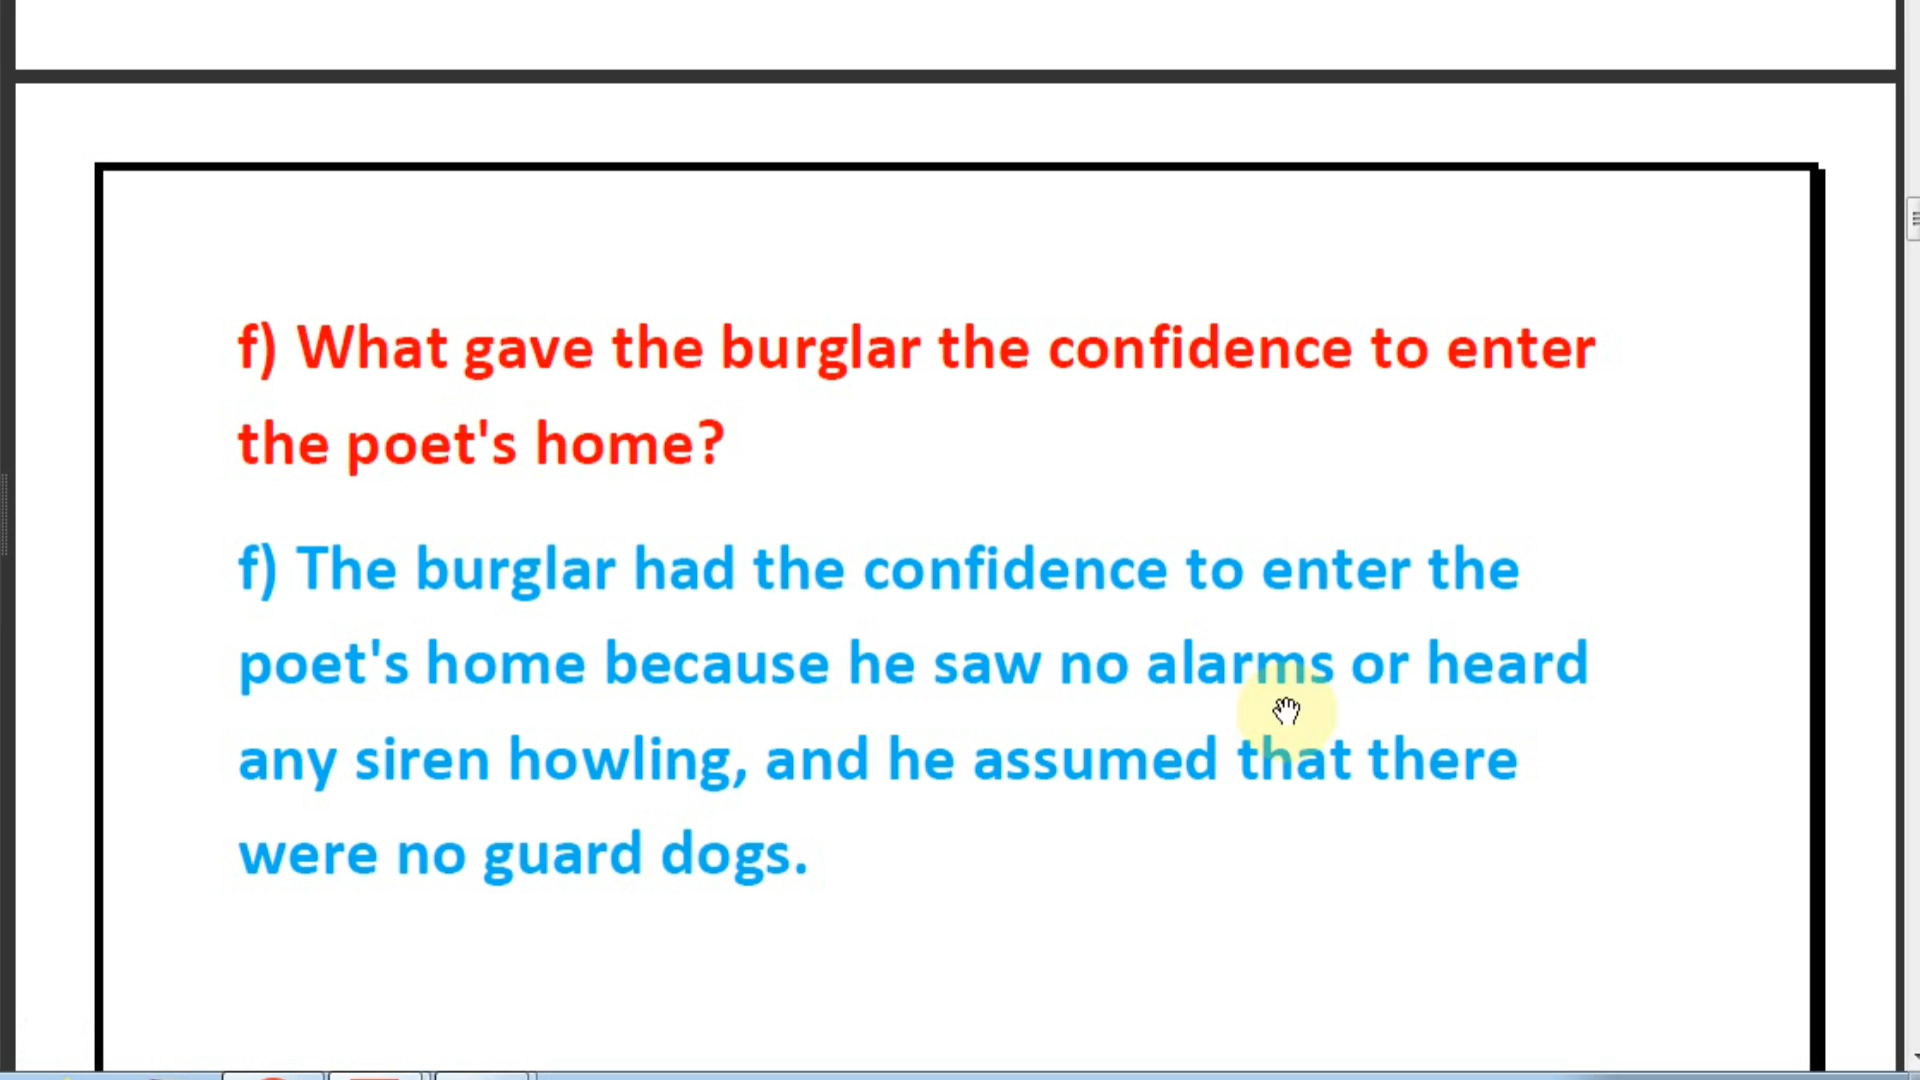 f) What gave the burglar the confidence to enter
the poet's home?
f) The burglar had the confidence to enter the
poet's home because he saw no alarms or heard
any siren howling, and he assumed that there
were no guard dogs.